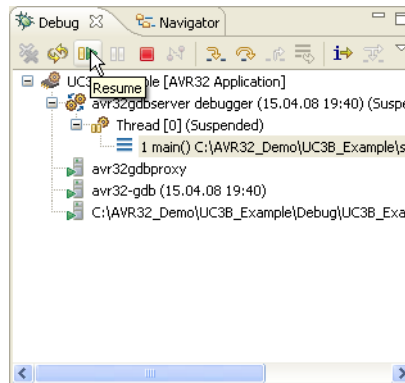 Debug Navigator
UC3 le [AVR32 Application]
Resume
avr32gdbserver debugger (15.04.08 19:40) (Suspe
Thread [0] (Suspended)
1 main() C:\AVR32_Demo\UC3B_Example\s
avr32gdbproxy
avr32-gdb (15.04.08 19:40)
C:\AVR32_Demo\UC3B_Example\Debug\UC3B_Exa